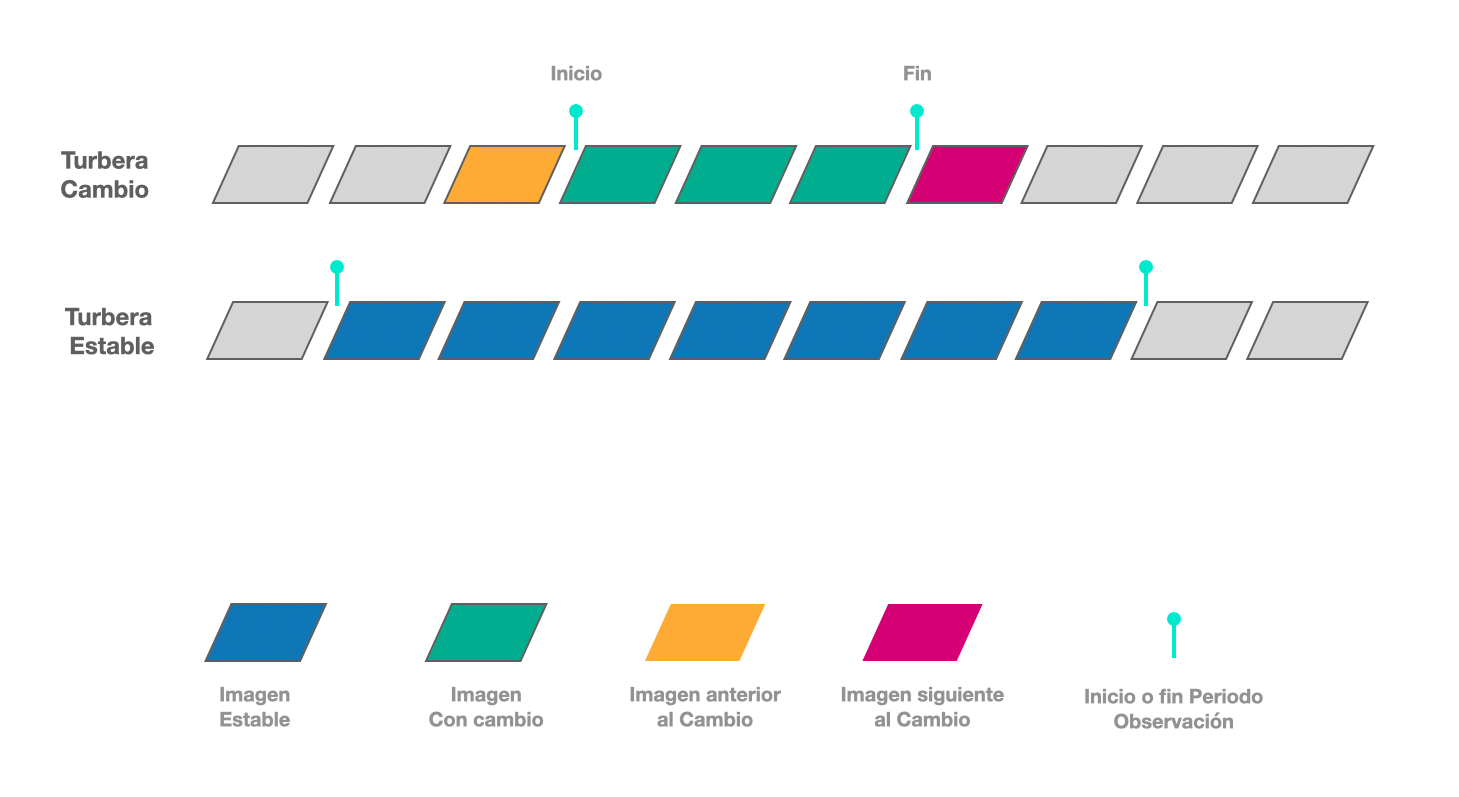 Inicio
Fin
Turbera
Cambio
Turbera
Estable
Imagen
Estable
Imagen
Con cambio
Imagen anterior
al Cambio
Imagen siguiente
al Cambio
Inicio o fin Periodo
Observación